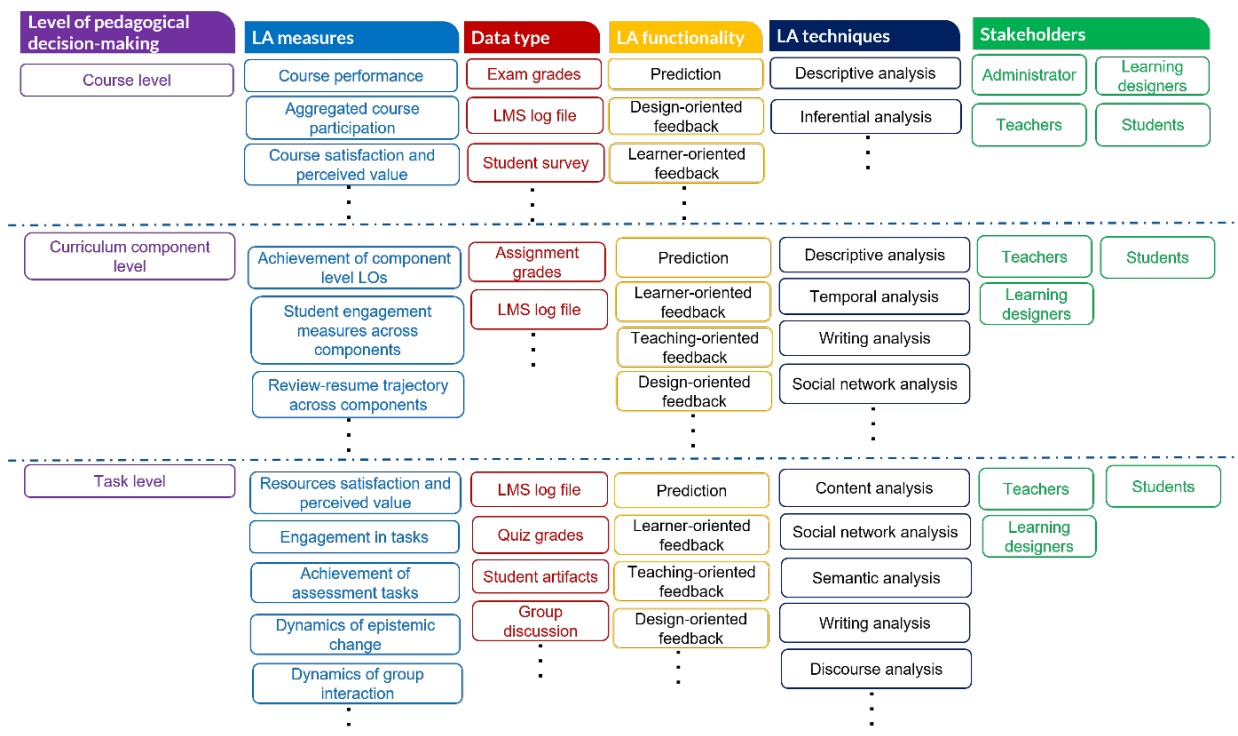 Level of pedagogical
decision-making
LA measures
Data type
LA functionality
LA techniques
Stakeholders
Course level
Course performance
Aggregated course
participation
Course satisfaction and
perceived value
Exam grades
LMS log file
Student survey
Prediction
Design-oriented
feedback
Learner-oriented
feedback
Descriptive analysis
Inferential analysis
Administrator
Learning
designers
Teachers
Students
Curriculum component
level
Achievement of component
level LOs
Student engagement
measures across
components
Review-resume trajectory
across components
Assignment
grades
LMS log file
Prediction
Learner-oriented
feedback
Teaching-oriented
feedback
Design-oriented
feedback
Descriptive analysis
Temporal analysis
Writing analysis
Social network analysis
Teachers
Students
Learning
designers
Task level
Resources satisfaction and
perceived value
Engagement in tasks
Achievement of
assessment tasks
Dynamics of epistemic
change
Dynamics of group
interaction
LMS log file
Quiz grades
Student artifacts
Group
discussion
Prediction
Learner-oriented
feedback
Teaching-oriented
feedback
Design-oriented
feedback
Content analysis
Social network analysis
Semantic analysis
Writing analysis
Discourse analysis
Teachers
Students
Learning
designers